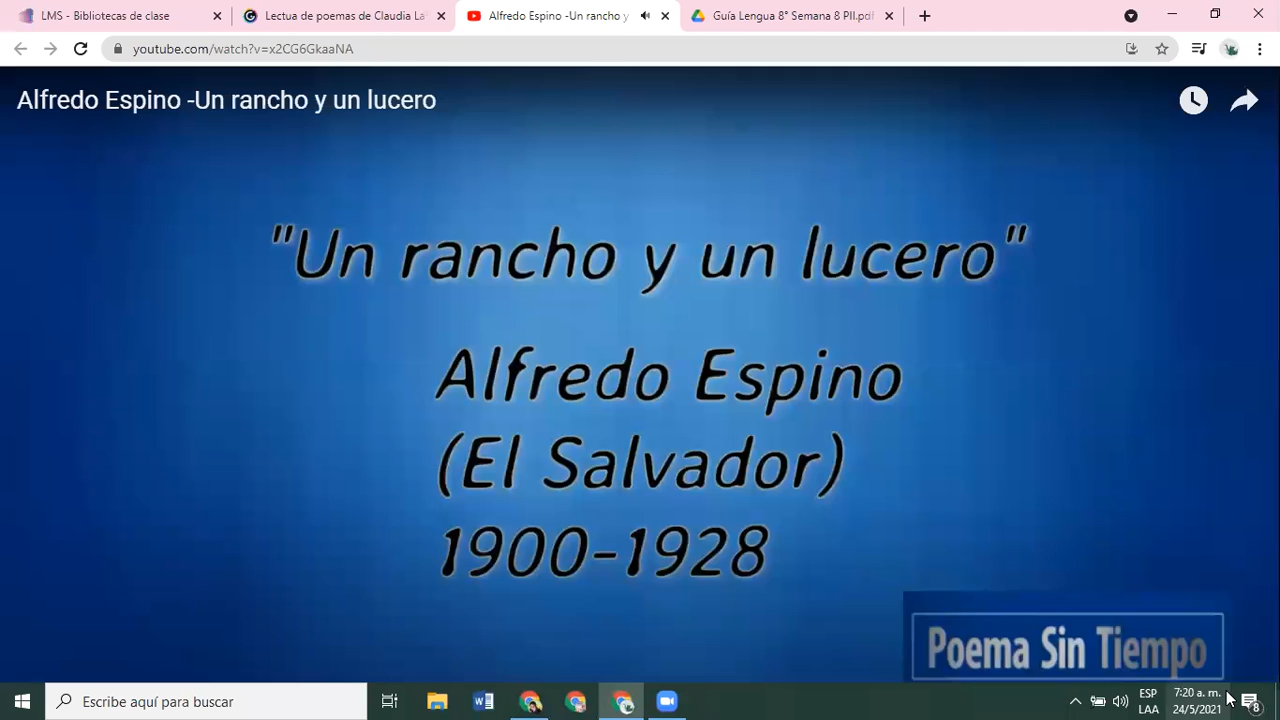 LMS - Bibliotecas de clase
Lectua de poemas de Claudia La
Alfredo Espino -Un rancho y
Guía Lengua 8° Semana 8 PII.pdf
youtube.com/watch?v=x2CG6GkaaNA
Alfredo Espino -Un rancho y un lucero
"Un rancho y un lucero"
Alfredo Espino
(El Salvador)
1900-1928
Poema Sin Tiempo
Escribe aquí para buscar
ESP
LAA
7:20 a. m.
24/5/2021
8